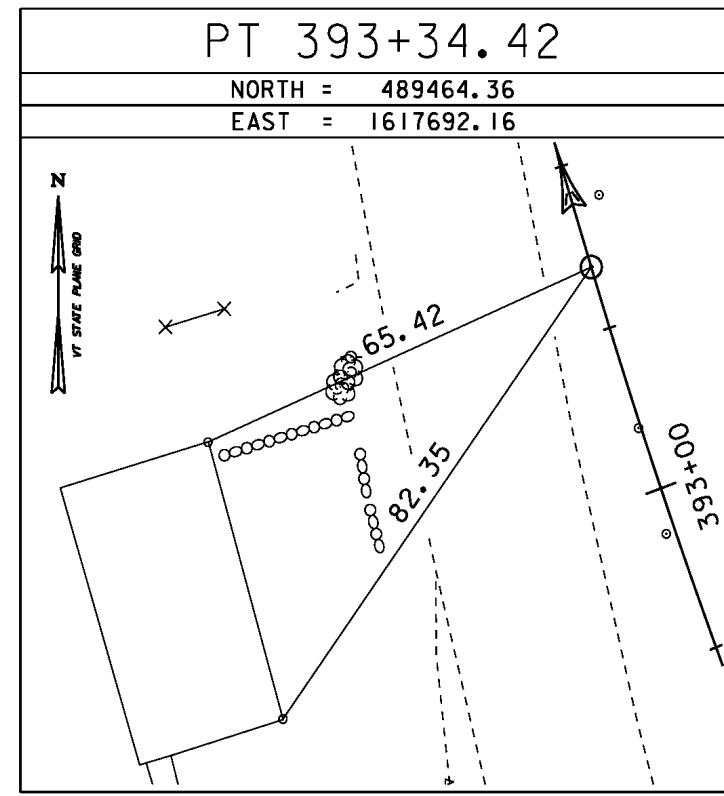 PT 393+34.42
NORTH = 489464.36
EAST = 1617692.16
N
VT STATE PLANE GRID
65.42
82.35
393+00